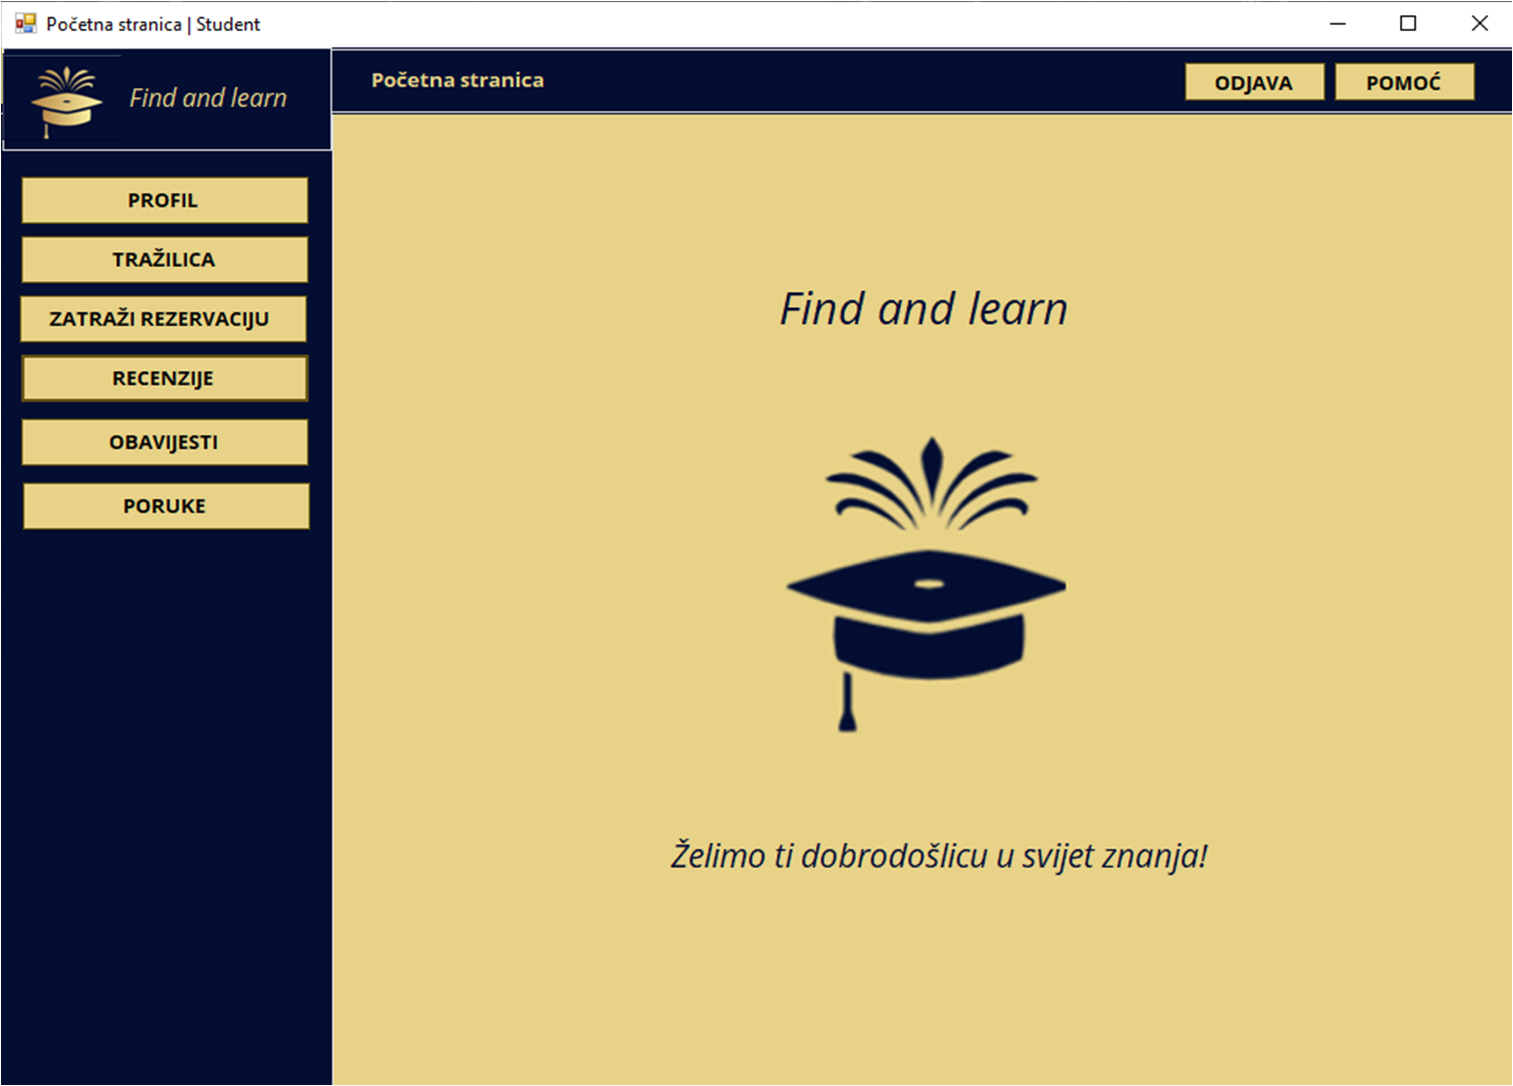 Početna stranica | Student
Find and learn
Početna stranica
ODJAVA
POMOĆ
PROFIL
TRAŽILICA
ZATRAŽI REZERVACIJU
RECENZIJE
OBAVIJESTI
PORUKE
Find and learn
Želimo ti dobrodošlicu u svijet znanja!